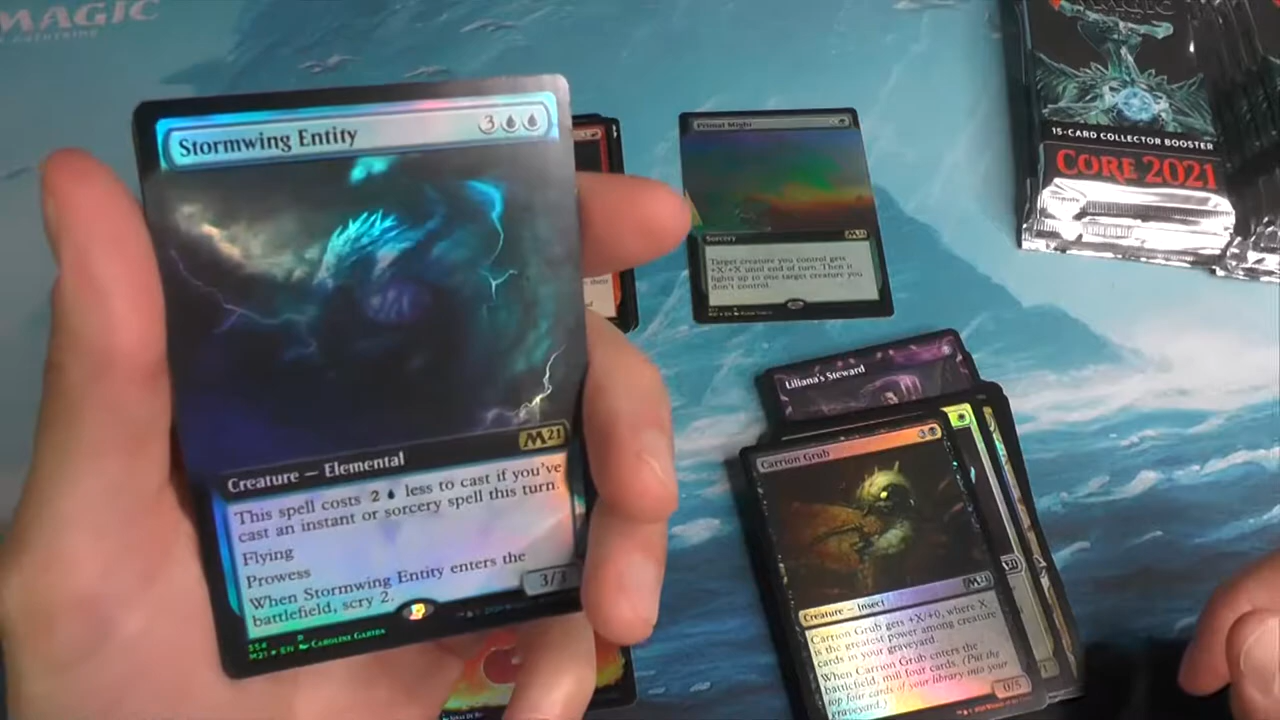 MAGIC
Stormwing Entity
3
M21
Creature — Elemental
This spell costs 2 less to cast if you've
cast an instant or sorcery spell this turn.
Flying
Prowess
When Stormwing Entity enters the
battlefield, scry 2.
3/3
M21 EN CAROLINE GARIBA
Primal Might
Sorcery
M21
Target creature you control gets
+X/+X until end of turn. Then it
fights up to one target creature you
don't control.
15-CARD COLLECTOR BOOSTER
CORE 2021
Liliana's Steward
Carrion Grub
M21
Creature — Insect
Carrion Grub gets +X/+0, where X
is the greatest power among creature
cards in your graveyard.
When Carrion Grub enters the
battlefield, mill four cards. (Put the
top four cards of your library into your
graveyard.)
0/5